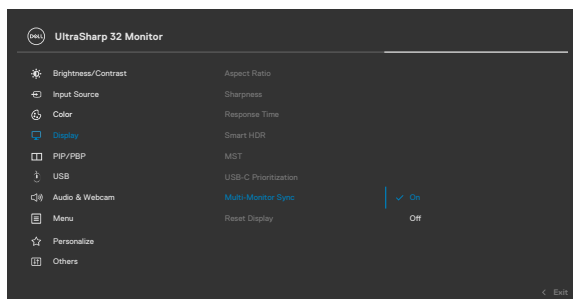 DELL UltraSharp 32 Monitor
Brightness/Contrast Aspect Ratio
Input Source Sharpness
Color Response Time
Display Smart HDR
PIP/PBP MST
USB USB-C Prioritization
Audio & Webcam Multi-Monitor Sync On
Menu Reset Display Off
Personalize
Others
Exit